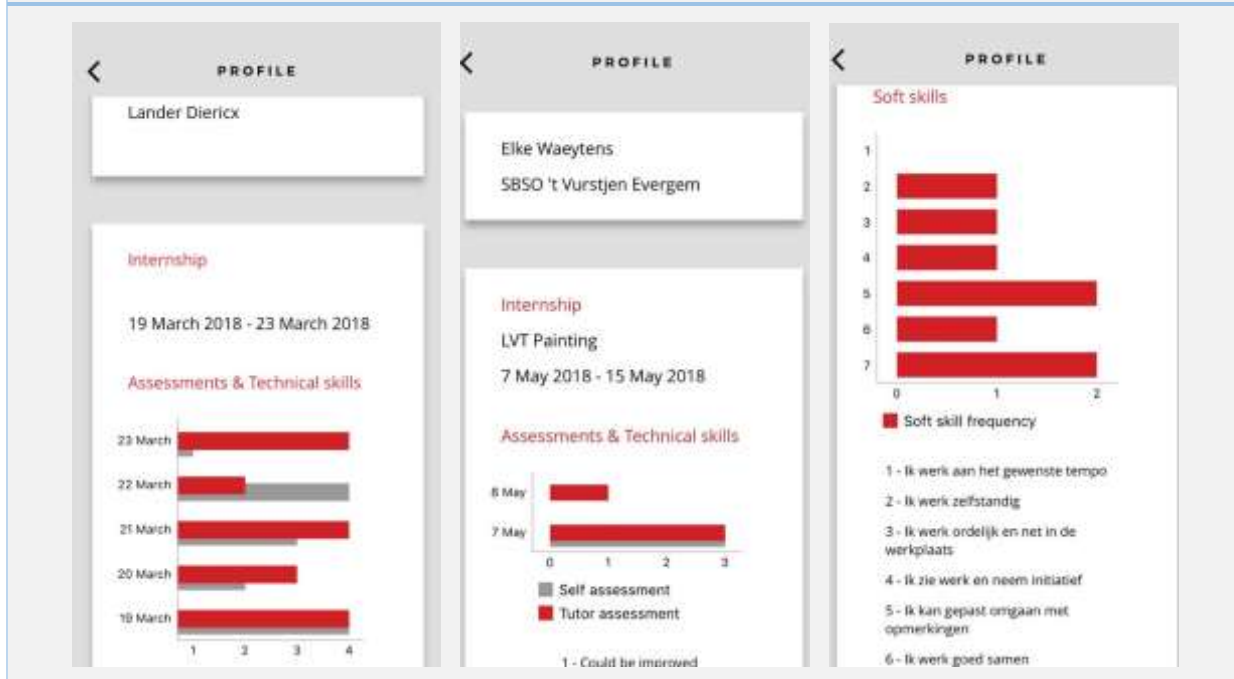 PROFILE
Lander Diericx
Internship
19 March 2018 - 23 March 2018
Assessments & Technical skills
23 March
22 March
21 March
20 March
19 March
1 2 3 4
PROFILE
Elke Waeytens
SBSO 't Vurstjen Evergem
Internship
LVT Painting
7 May 2018 - 15 May 2018
Assessments & Technical skills
8 May
7 May
0 1 2 3
Self assessment
Tutor assessment
1 - Could be improved
PROFILE
Soft skills
1
2
3
4
5
6
7
0 1 2
Soft skill frequency
1 - Ik werk aan het gewenste tempo
2 - Ik werk zelfstandig
3 - Ik werk ordelijk en net in de
werkplaats
4 - Ik zie werk en neem initiatief
5 - Ik kan gepast omgaan met
opmerkingen
6 - Ik werk goed samen